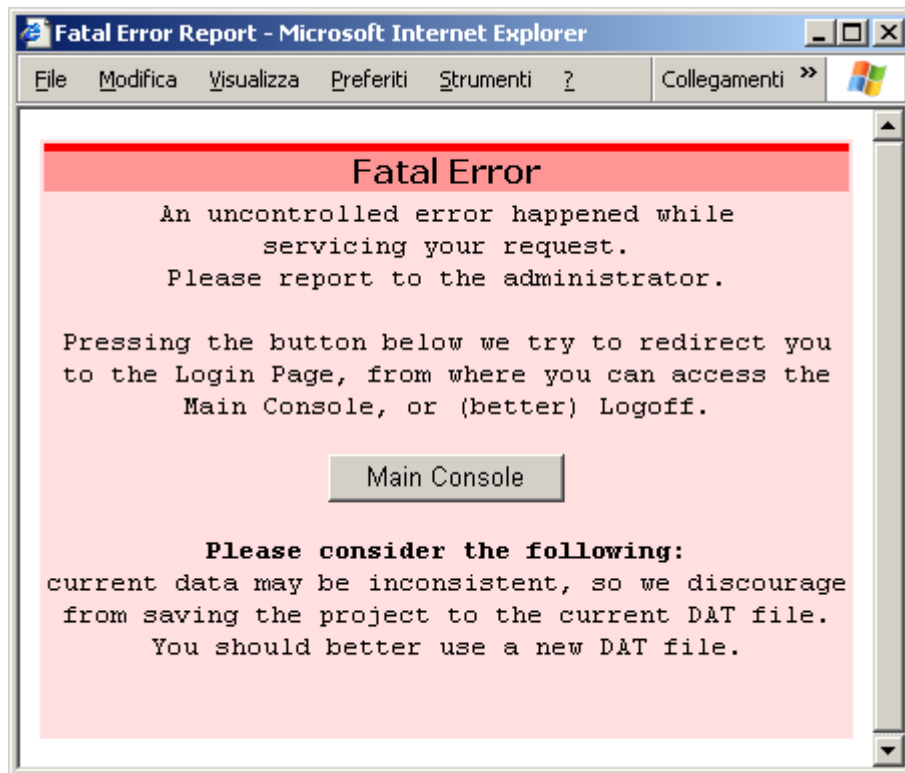 Fatal Error Report - Microsoft Internet Explorer
File Modifica Visualizza Preferiti Strumenti ? Collegamenti »
Fatal Error
An uncontrolled error happened while
servicing your request.
Please report to the administrator.
Pressing the button below we try to redirect you
to the Login Page, from where you can access the
Main Console, or (better) Logoff.
Main Console
Please consider the following:
current data may be inconsistent, so we discourage
from saving the project to the current DAT file.
You should better use a new DAT file.